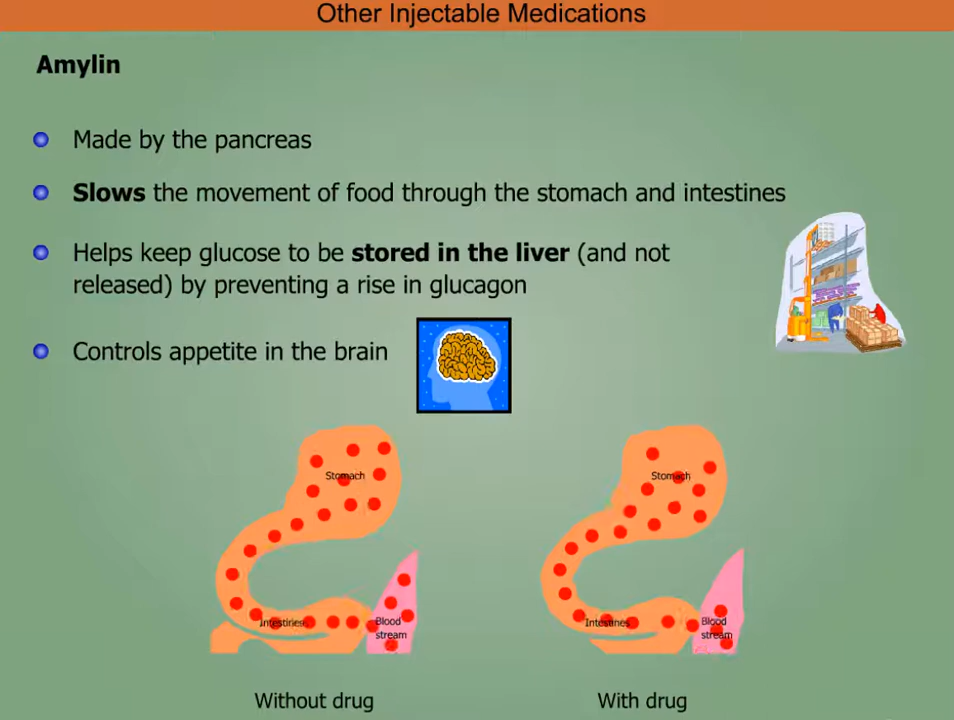 Other Injectable Medications
Amylin
Made by the pancreas
Slows the movement of food through the stomach and intestines
Helps keep glucose to be stored in the liver (and not
released) by preventing a rise in glucagon
Controls appetite in the brain
Stomach
Stomach
Intestines
Blood
stream
Intestines
Blood
stream
Without drug
With drug